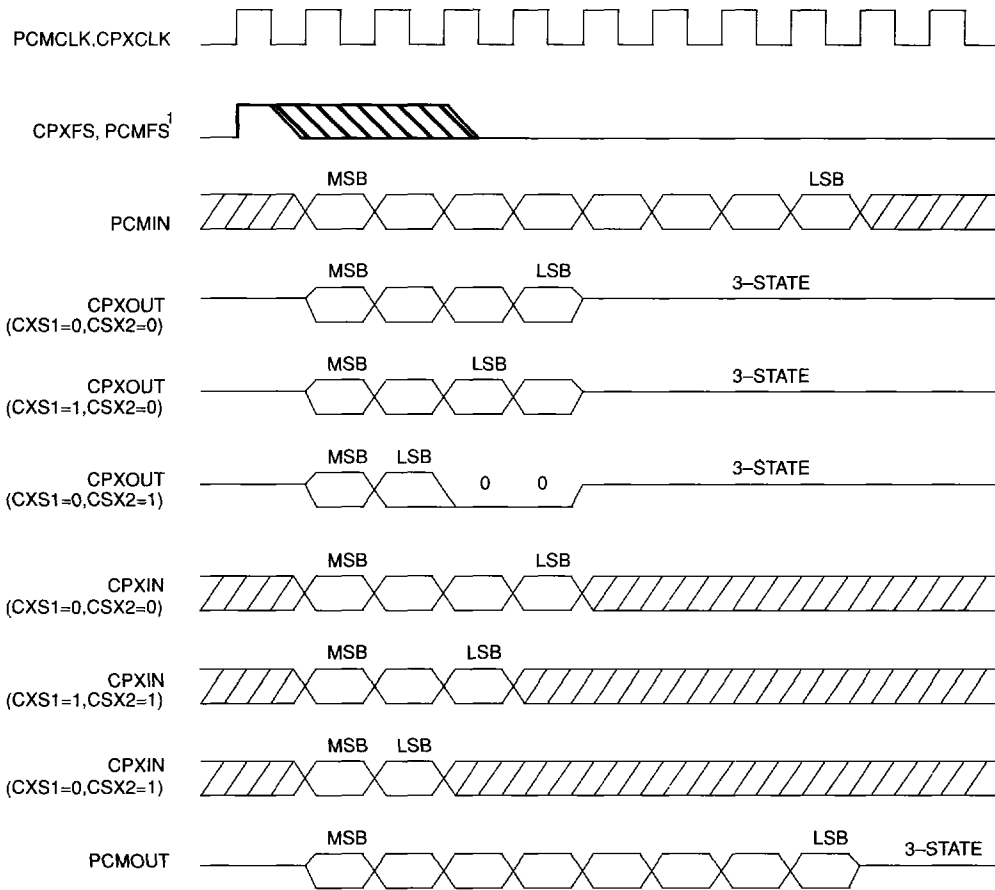 PCMCLK,CPXCLK
CPXFS, PCMFS1
MSB LSB
PCMIN
MSB LSB 3–STATE
CPXOUT
(CXS1=0,CSX2=0)
MSB LSB 3–STATE
CPXOUT
(CXS1=1,CSX2=0)
MSB LSB 0 0 3–STATE
CPXOUT
(CXS1=0,CSX2=1)
MSB LSB
CPXIN
(CXS1=0,CSX2=0)
MSB LSB
CPXIN
(CXS1=1,CSX2=1)
MSB LSB
CPXIN
(CXS1=0,CSX2=1)
MSB LSB 3–STATE
PCMOUT